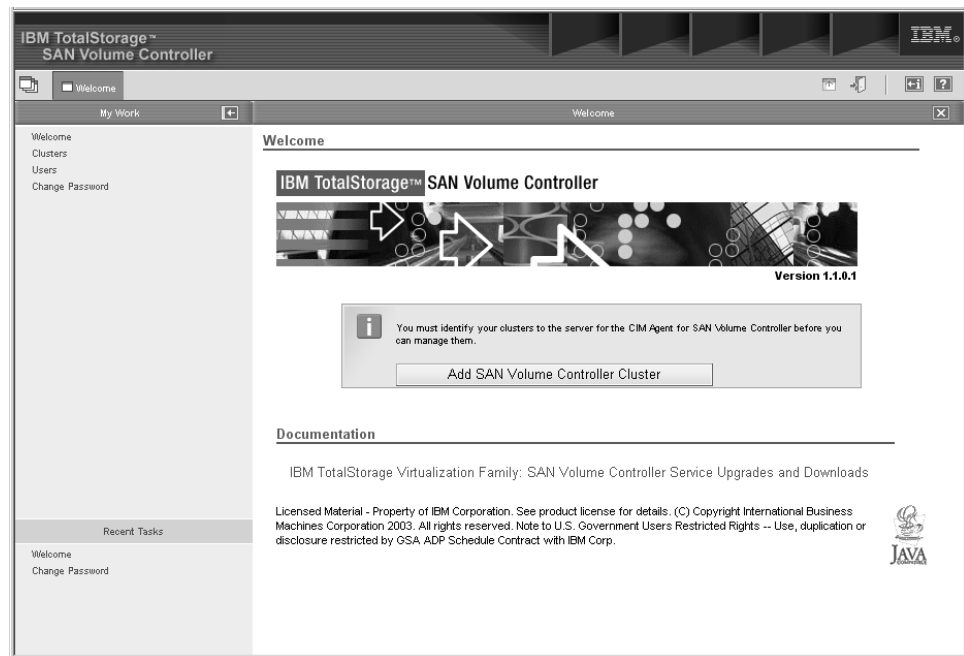 IBM TotalStorage™
SAN Volume Controller
IBM®
Welcome
My Work
Welcome
Welcome
Clusters
Users
Change Password
Welcome
IBM TotalStorage™ SAN Volume Controller
Version 1.1.0.1
You must identify your clusters to the server for the CIM Agent for SAN Volume Controller before you
can manage them.
Add SAN Volume Controller Cluster
Documentation
IBM TotalStorage Virtualization Family: SAN Volume Controller Service Upgrades and Downloads
Licensed Material - Property of IBM Corporation. See product license for details. (C) Copyright International Business
Machines Corporation 2003. All rights reserved. Note to U.S. Government Users Restricted Rights -- Use, duplication or
disclosure restricted by GSA ADP Schedule Contract with IBM Corp.
JAVA
COMPATIBLE
Recent Tasks
Welcome
Change Password